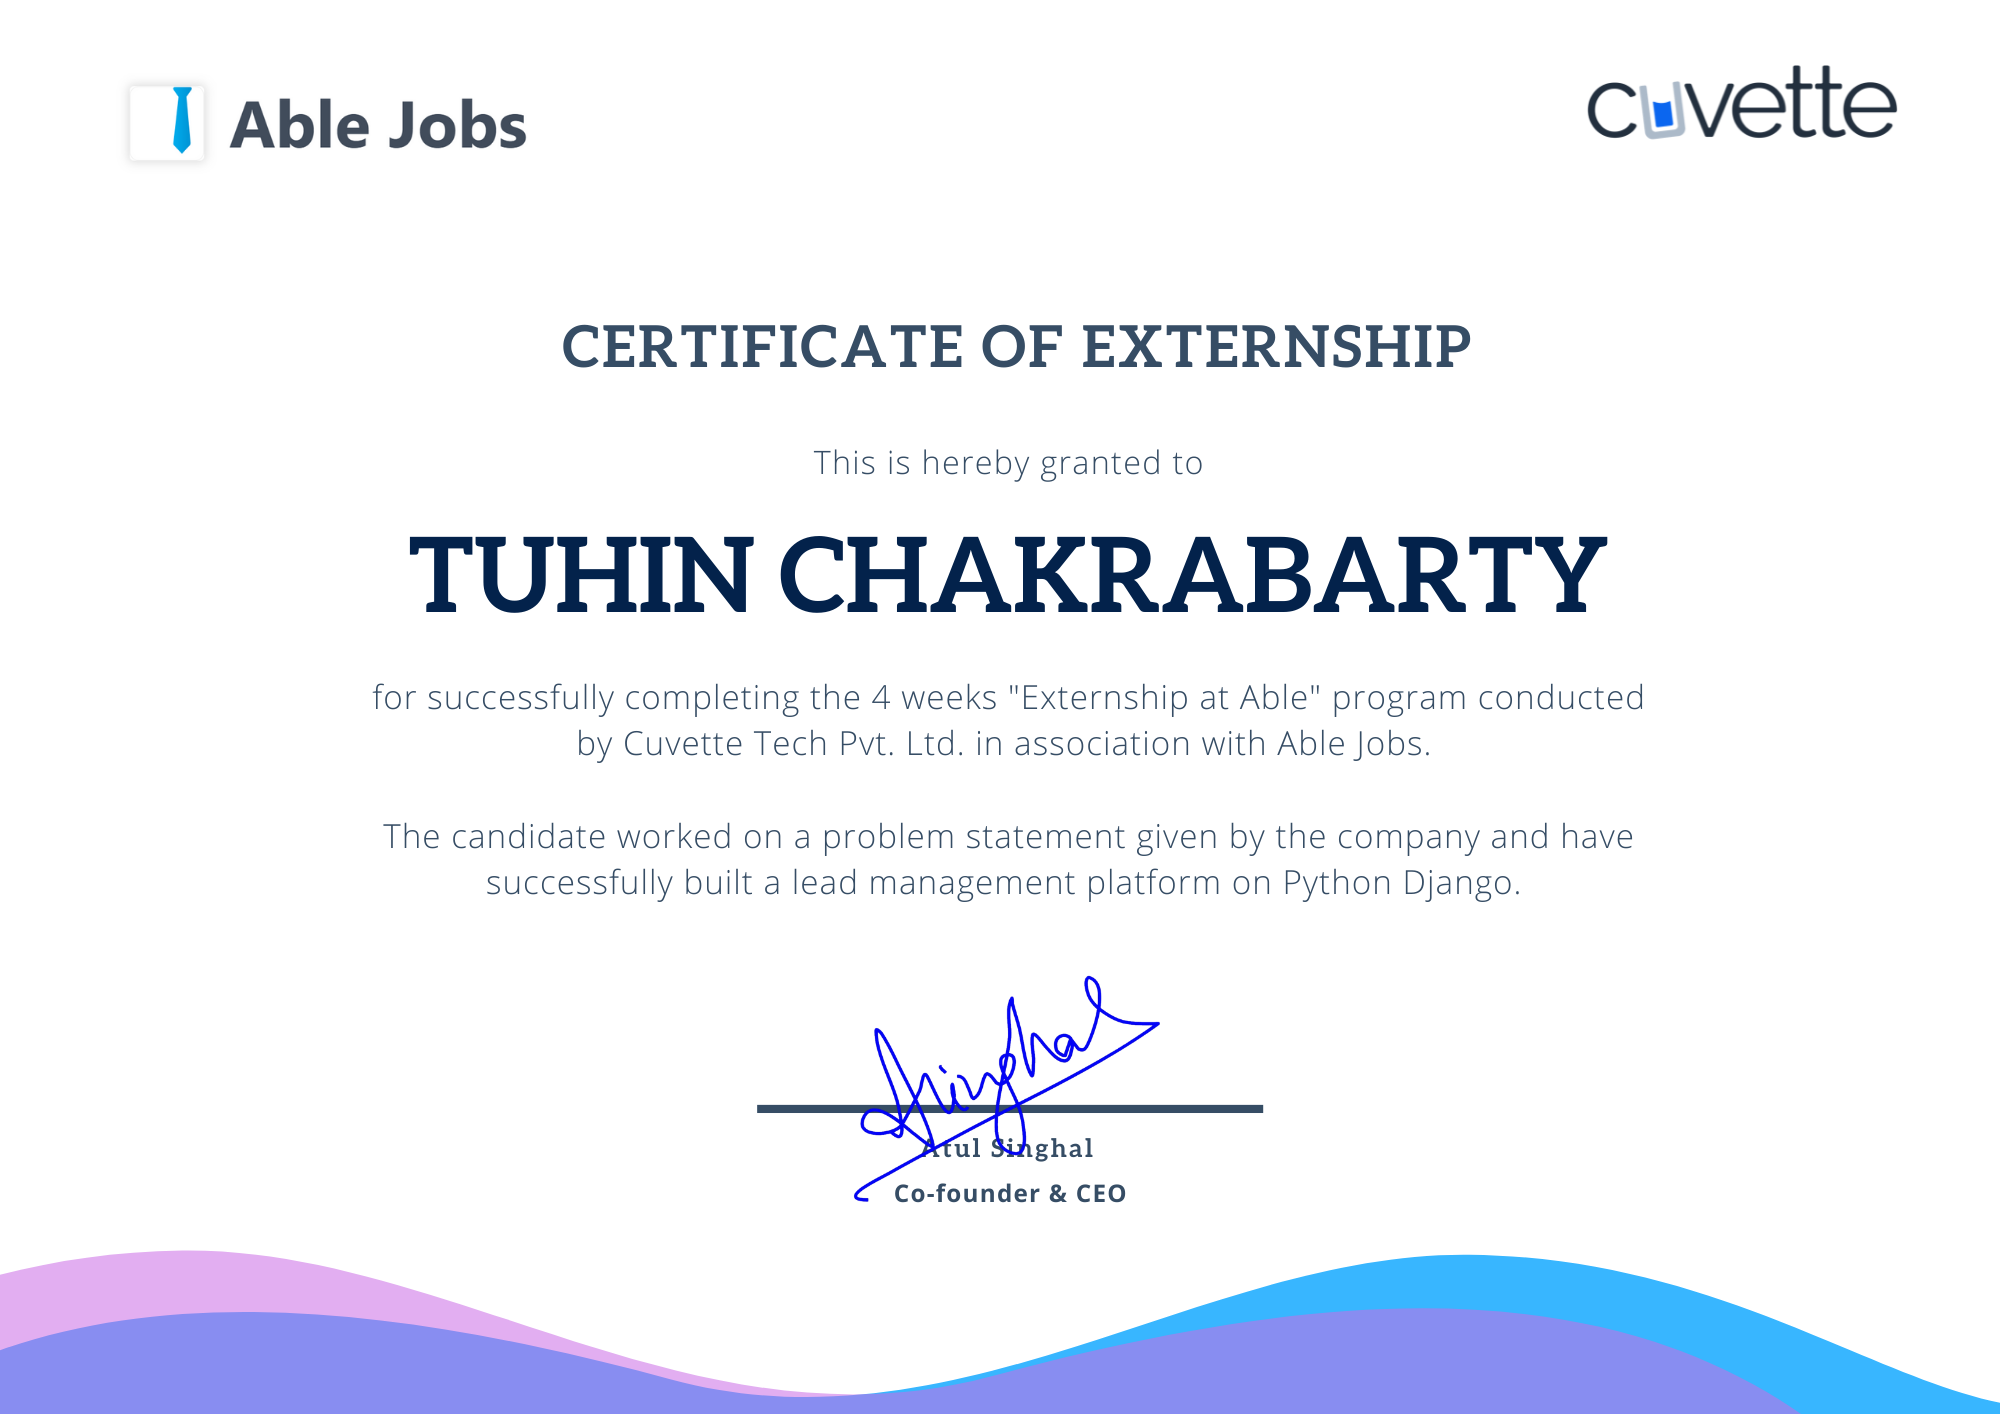 Able Jobs
cuvette
CERTIFICATE OF EXTERNSHIP
This is hereby granted to
TUHIN CHAKRABARTY
for successfully completing the 4 weeks "Externship at Able" program conducted
by Cuvette Tech Pvt. Ltd. in association with Able Jobs.
The candidate worked on a problem statement given by the company and have
successfully built a lead management platform on Python Django.
Asinghal
Atul Singhal
Co-founder & CEO